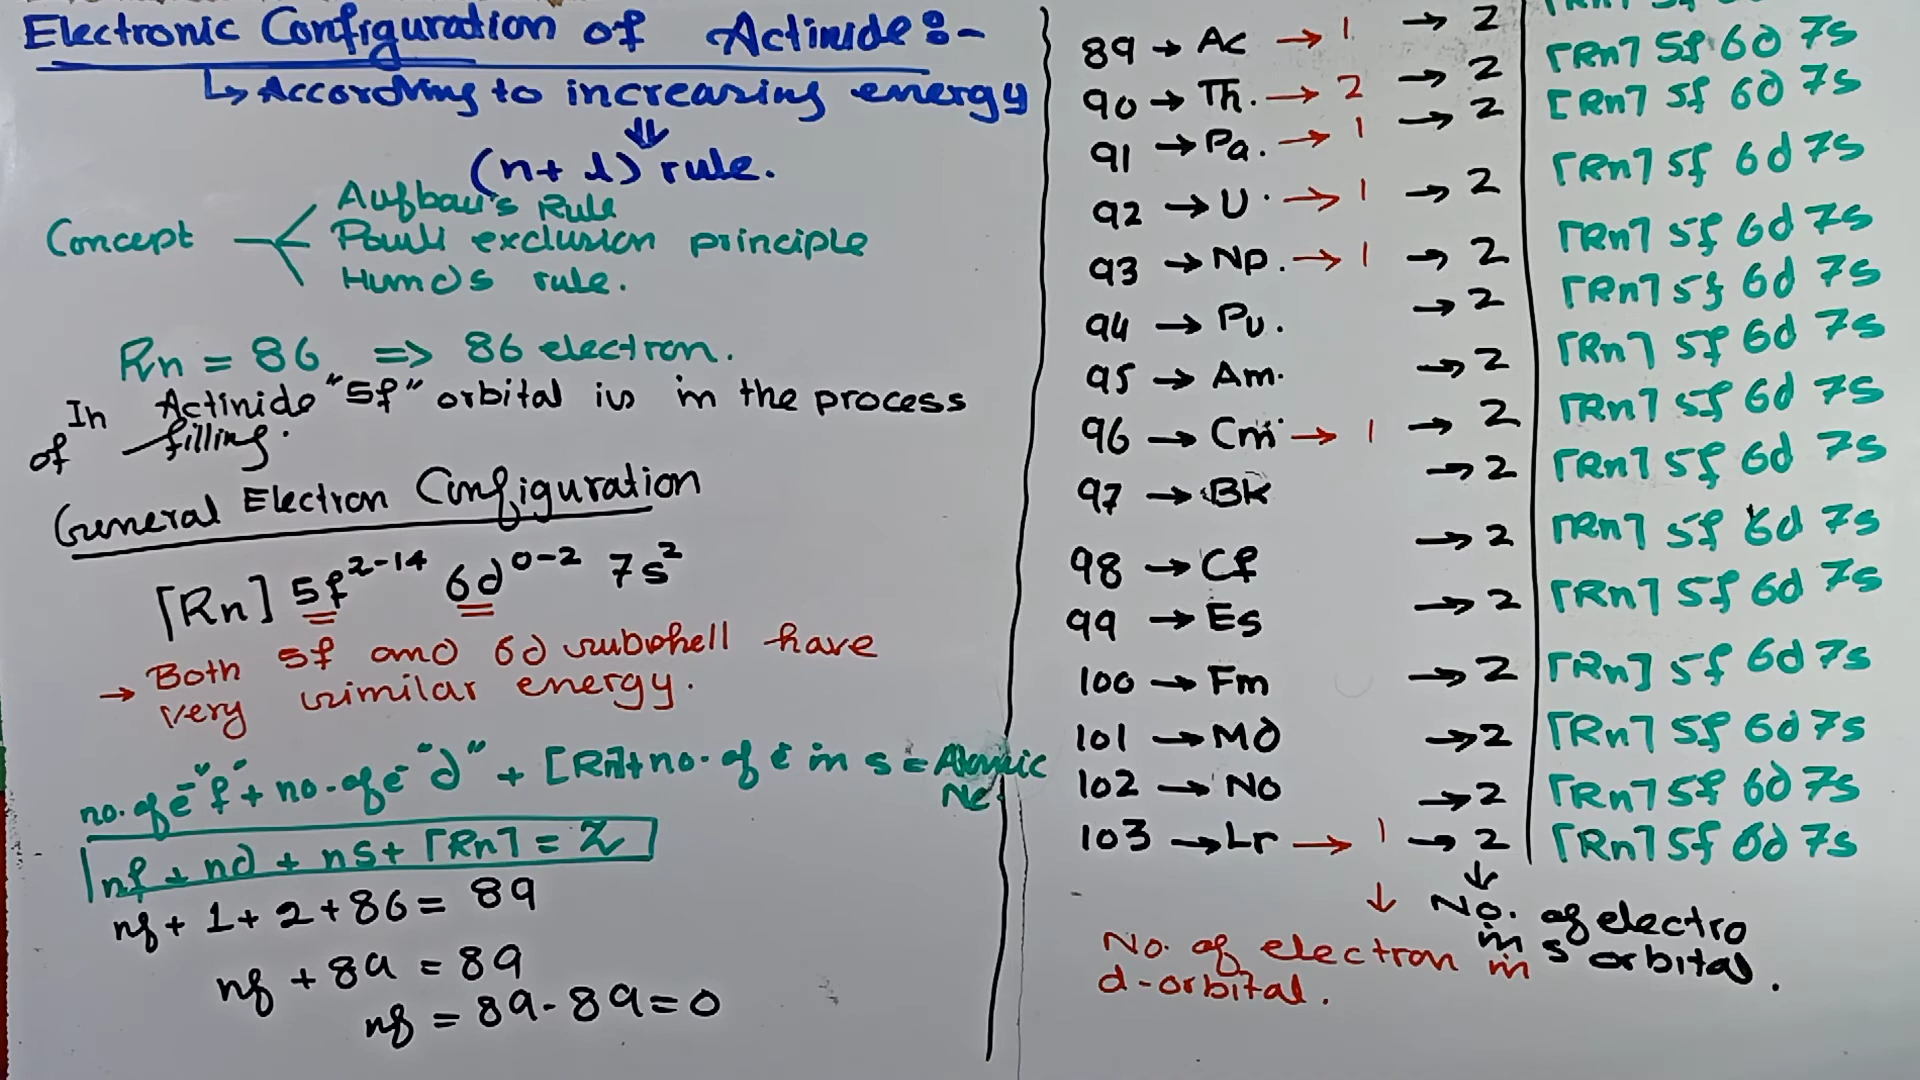 Electronic Configuration of Actinide:-
↳ According to increasing energy
⇓
(n+l) rule.
Concept
Aufbau's Rule
Pauli exclusion principle
Hund's rule.
Rn = 86 => 86 electron.
In Actinide "5f" orbital is in the process
of filling.
General Electron Configuration
[Rn] 5f²⁻¹⁴ 6d⁰⁻² 7s²
→ Both 5f and 6d subshell have
very similar energy.
no. of e⁻ "f" + no. of e⁻ "d" + [Rn] + no. of e⁻ in s = Atomic
No.
nf + nd + ns + [Rn] = Z
nf + 1 + 2 + 86 = 89
nf + 89 = 89
nf = 89 - 89 = 0
89 → Ac → 1 → 2 [Rn] 5f 6d 7s
90 → Th. → 2 → 2 [Rn] 5f 6d 7s
91 → Pa. → 1 → 2 [Rn] 5f 6d 7s
92 → U. → 1 → 2 [Rn] 5f 6d 7s
93 → Np. → 1 → 2 [Rn] 5f 6d 7s
94 → Pu. → 2 [Rn] 5f 6d 7s
95 → Am. → 2 [Rn] 5f 6d 7s
96 → Cm → 1 → 2 [Rn] 5f 6d 7s
97 → Bk → 2 [Rn] 5f 6d 7s
98 → Cf → 2 [Rn] 5f 6d 7s
99 → Es → 2 [Rn] 5f 6d 7s
100 → Fm → 2 [Rn] 5f 6d 7s
101 → Md → 2 [Rn] 5f 6d 7s
102 → No → 2 [Rn] 5f 6d 7s
103 → Lr → 1 → 2
↓ No. of electro
in s orbital.
↓
No. of electron in
d-orbital.